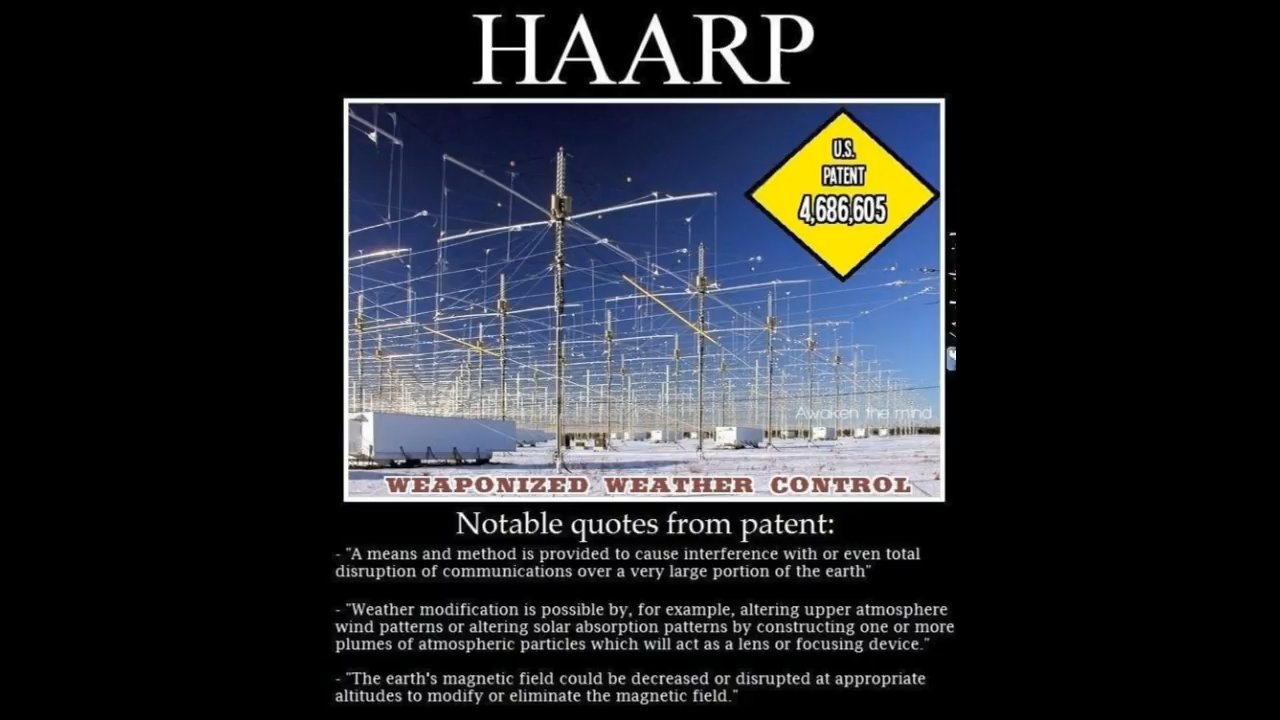 HAARP
U.S.
PATENT
4,686,605
Awaken the mind
WEAPONIZED WEATHER CONTROL
Notable quotes from patent:
- "A means and method is provided to cause interference with or even total
disruption of communications over a very large portion of the earth"
- "Weather modification is possible by, for example, altering upper atmosphere
wind patterns or altering solar absorption patterns by constructing one or more
plumes of atmospheric particles which will act as a lens or focusing device."
- "The earth's magnetic field could be decreased or disrupted at appropriate
altitudes to modify or eliminate the magnetic field."